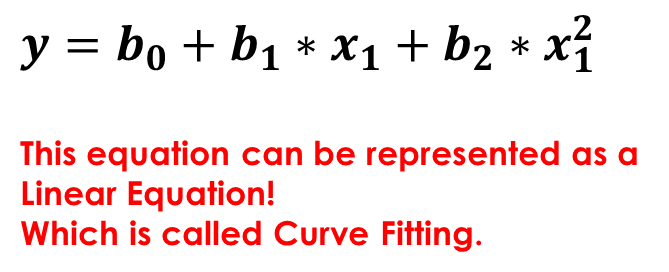 y = b₀ + b₁ * x₁ + b₂ * x₁²
This equation can be represented as a
Linear Equation!
Which is called Curve Fitting.